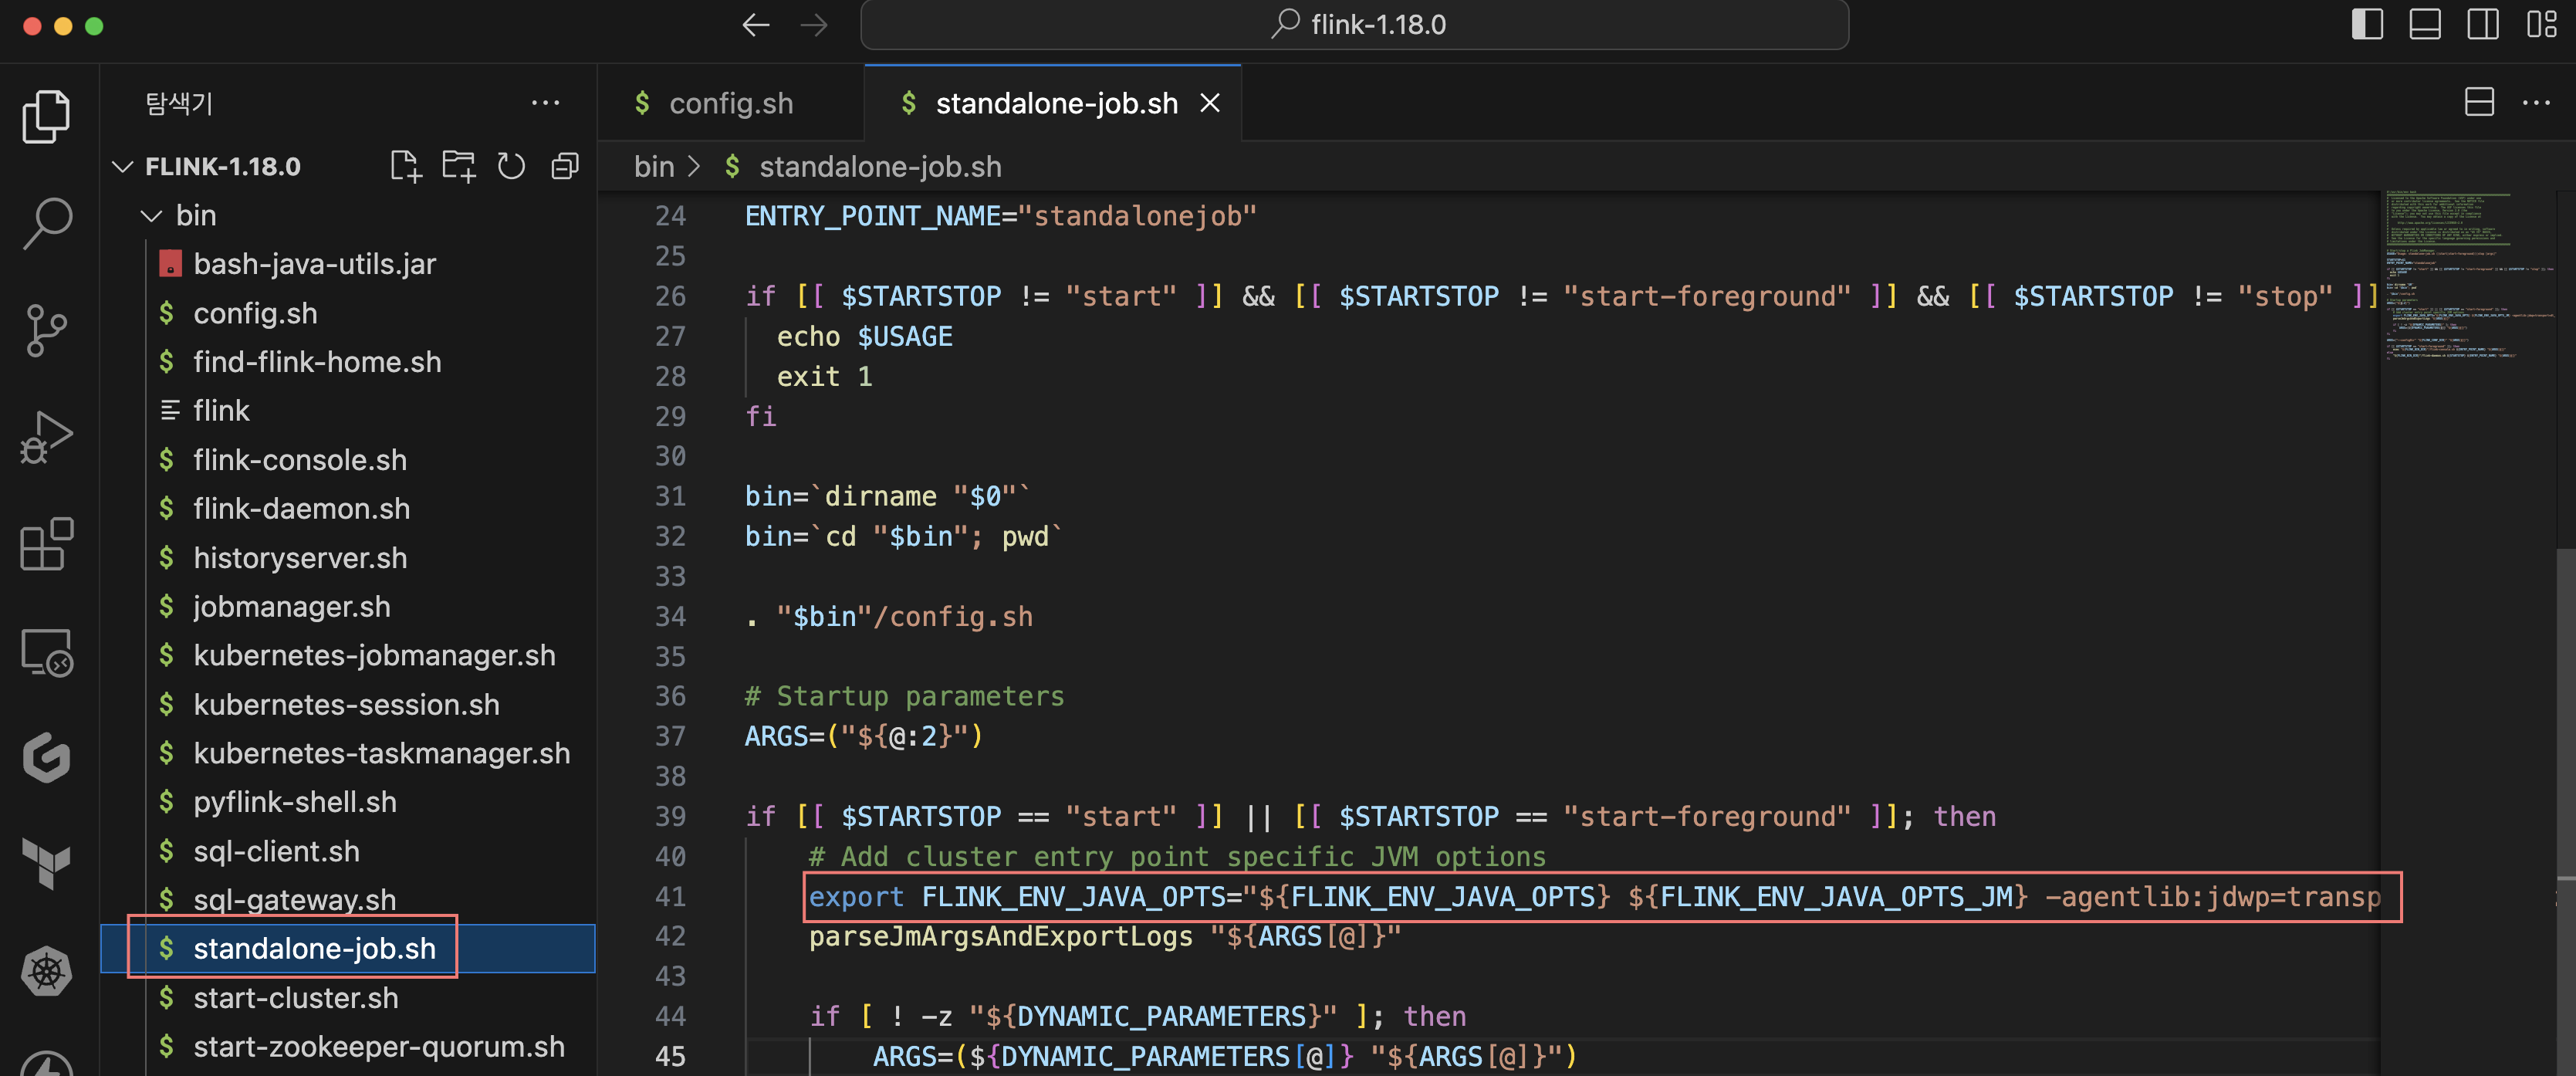 flink-1.18.0
탐색기
FLINK-1.18.0
bin
bash-java-utils.jar
config.sh
find-flink-home.sh
flink
flink-console.sh
flink-daemon.sh
historyserver.sh
jobmanager.sh
kubernetes-jobmanager.sh
kubernetes-session.sh
kubernetes-taskmanager.sh
pyflink-shell.sh
sql-client.sh
sql-gateway.sh
standalone-job.sh
start-cluster.sh
start-zookeeper-quorum.sh
$ config.sh
$ standalone-job.sh
bin > $ standalone-job.sh
24 ENTRY_POINT_NAME="standalonejob"
25
26 if [[ $STARTSTOP != "start" ]] && [[ $STARTSTOP != "start-foreground" ]] && [[ $STARTSTOP != "stop" ]]
27 echo $USAGE
28 exit 1
29 fi
30
31 bin=`dirname "$0"`
32 bin=`cd "$bin"; pwd`
33
34 . "$bin"/config.sh
35
36 # Startup parameters
37 ARGS=("${@:2}")
38
39 if [[ $STARTSTOP == "start" ]] || [[ $STARTSTOP == "start-foreground" ]]; then
40 # Add cluster entry point specific JVM options
41 export FLINK_ENV_JAVA_OPTS="${FLINK_ENV_JAVA_OPTS} ${FLINK_ENV_JAVA_OPTS_JM} -agentlib:jdwp=transp
42 parseJmArgsAndExportLogs "${ARGS[@]}"
43
44 if [ ! -z "${DYNAMIC_PARAMETERS}" ]; then
45 ARGS=(${DYNAMIC_PARAMETERS[@]} "${ARGS[@]}")